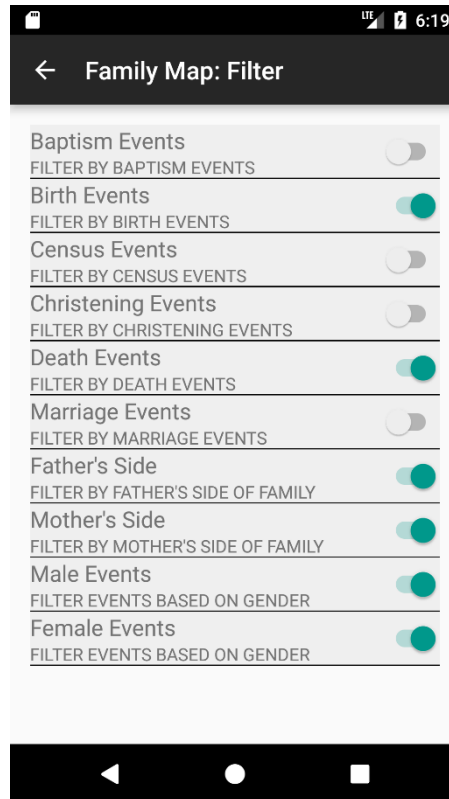 LTE 6:19
Family Map: Filter
Baptism Events
FILTER BY BAPTISM EVENTS
Birth Events
FILTER BY BIRTH EVENTS
Census Events
FILTER BY CENSUS EVENTS
Christening Events
FILTER BY CHRISTENING EVENTS
Death Events
FILTER BY DEATH EVENTS
Marriage Events
FILTER BY MARRIAGE EVENTS
Father's Side
FILTER BY FATHER'S SIDE OF FAMILY
Mother's Side
FILTER BY MOTHER'S SIDE OF FAMILY
Male Events
FILTER EVENTS BASED ON GENDER
Female Events
FILTER EVENTS BASED ON GENDER